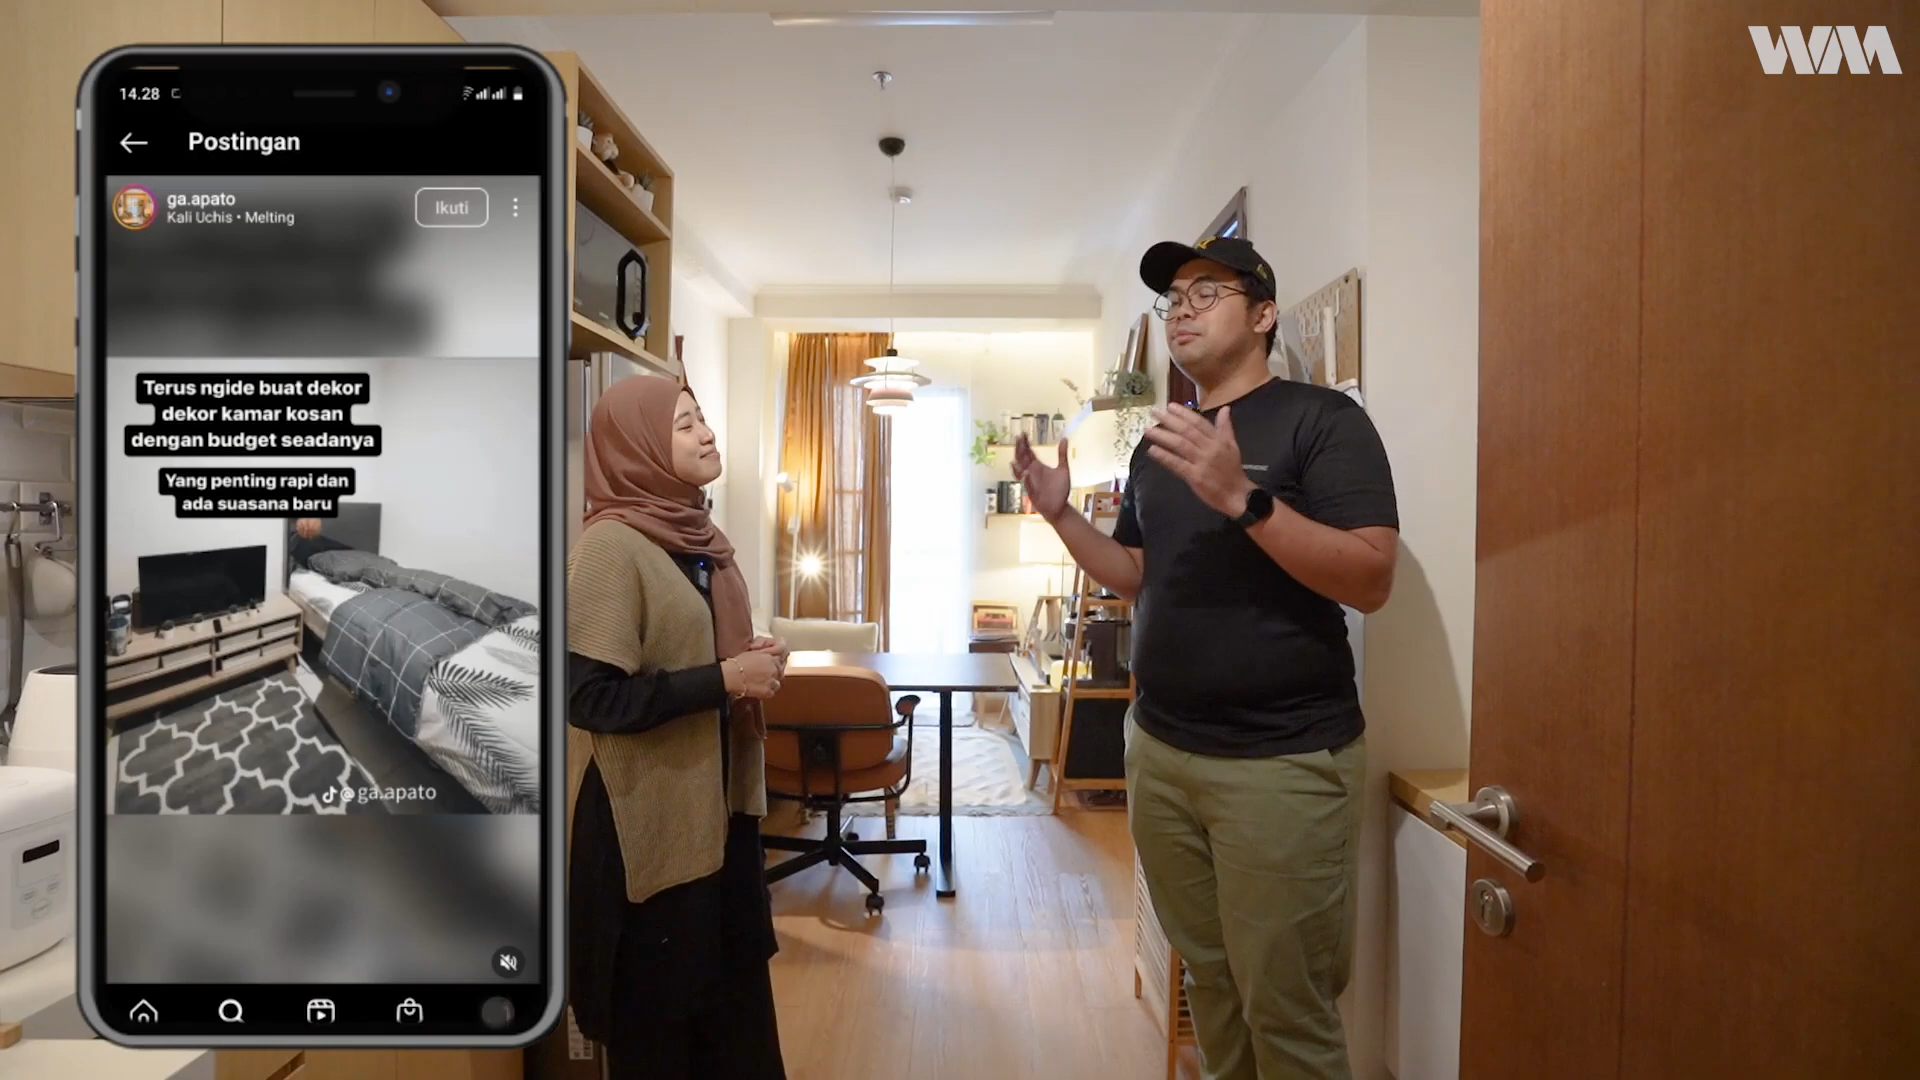 WM
14.28
Postingan
ga.apato
Kali Uchis • Melting
Ikuti
Terus ngide buat dekor
dekor kamar kosan
dengan budget seadanya
Yang penting rapi dan
ada suasana baru
@ga.apato